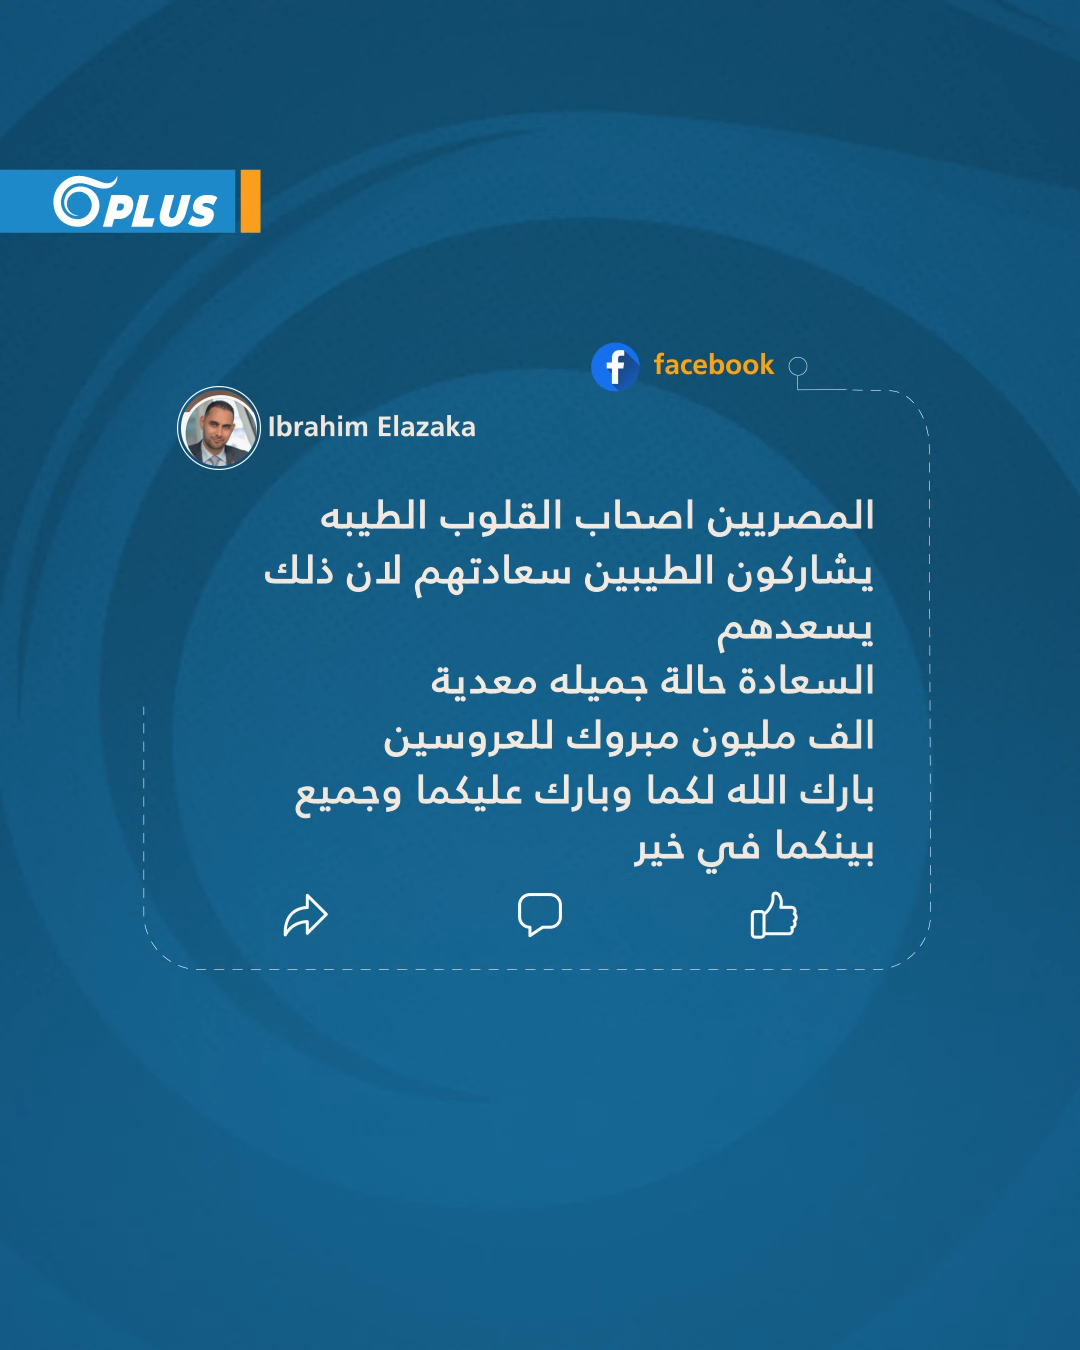 PLUS
facebook
Ibrahim Elazaka
المصريين اصحاب القلوب الطيبه
يشاركون الطيبين سعادتهم لان ذلك
يسعدهم
السعادة حالة جميله معدية
الف مليون مبروك للعروسين
بارك الله لكما وبارك عليكما وجميع
بينكما في خير